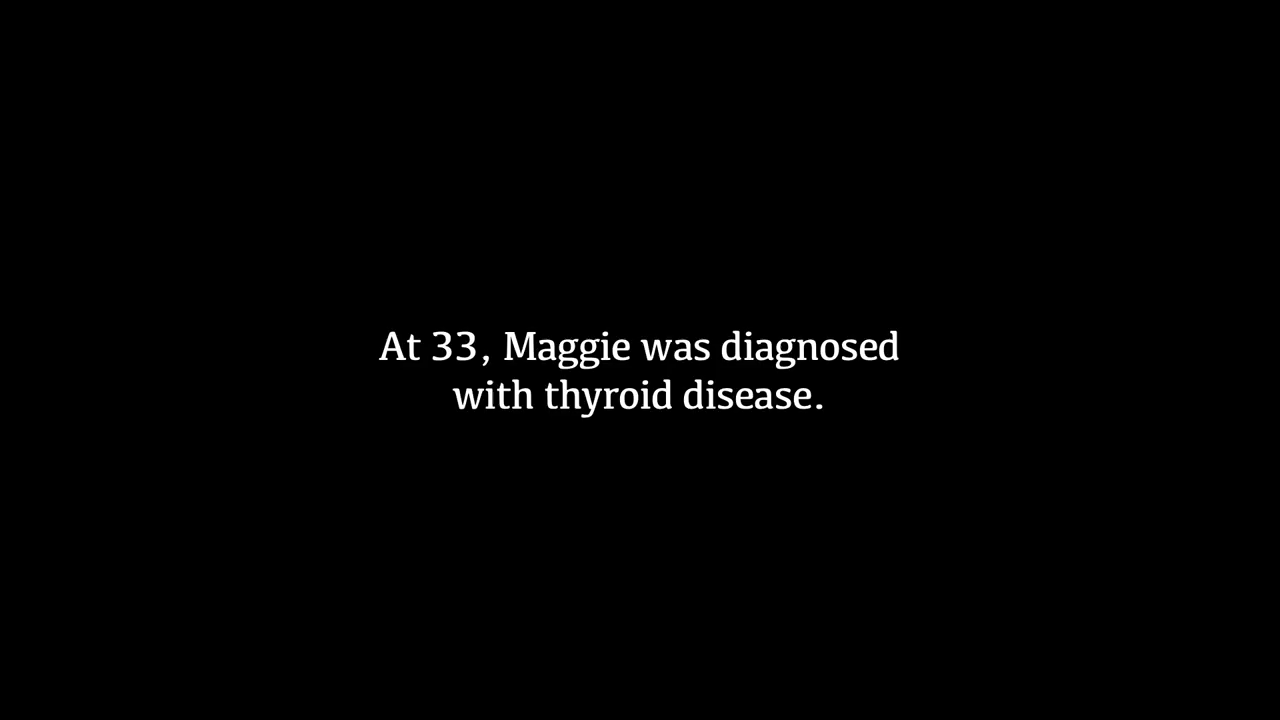 At 33, Maggie was diagnosed
with thyroid disease.